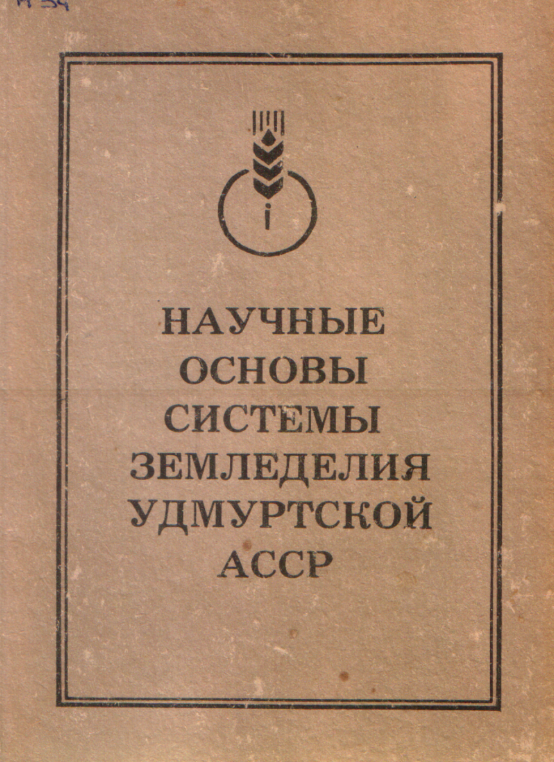 i
НАУЧНЫЕ
ОСНОВЫ
СИСТЕМЫ
ЗЕМЛЕДЕЛИЯ
УДМУРТСКОЙ
АССР